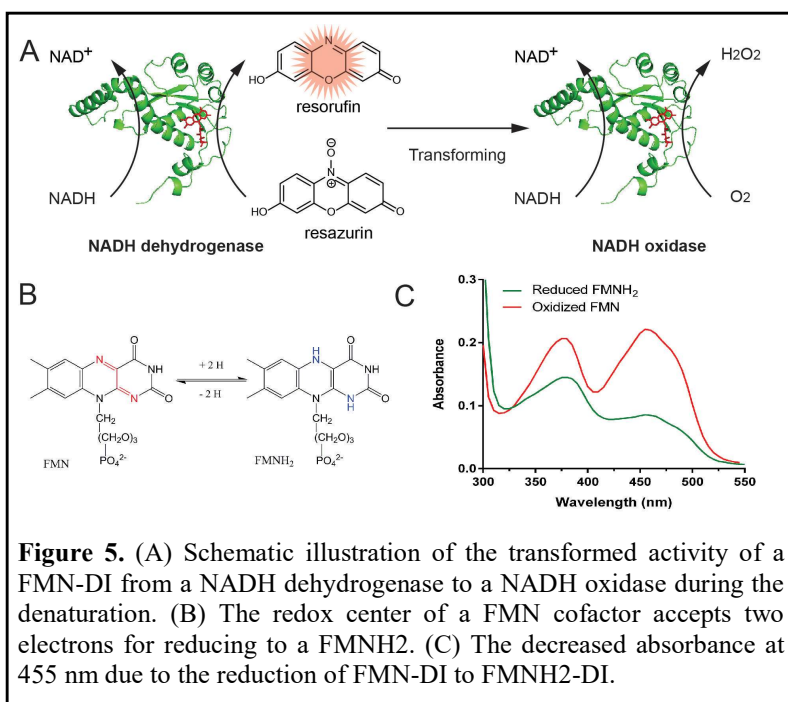 A
NAD+
HO
N
O
O
resorufin
NADH
NADH dehydrogenase
O⊖
N
⊕
HO
O
O
resazurin
Transforming
NAD+
H2O2
NADH
O2
NADH oxidase
B
N
O
NH
N
N
O
CH2
(CH2O)3
PO42-
FMN
+ 2 H
- 2 H
H
N
O
NH
N
N
H
O
CH2
(CH2O)3
PO42-
FMNH2
C
Reduced FMNH2
Oxidized FMN
Absorbance
0.3
0.2
0.1
0.0
300 350 400 450 500 550
Wavelength (nm)
Figure 5. (A) Schematic illustration of the transformed activity of a
FMN-DI from a NADH dehydrogenase to a NADH oxidase during the
denaturation. (B) The redox center of a FMN cofactor accepts two
electrons for reducing to a FMNH2. (C) The decreased absorbance at
455 nm due to the reduction of FMN-DI to FMNH2-DI.